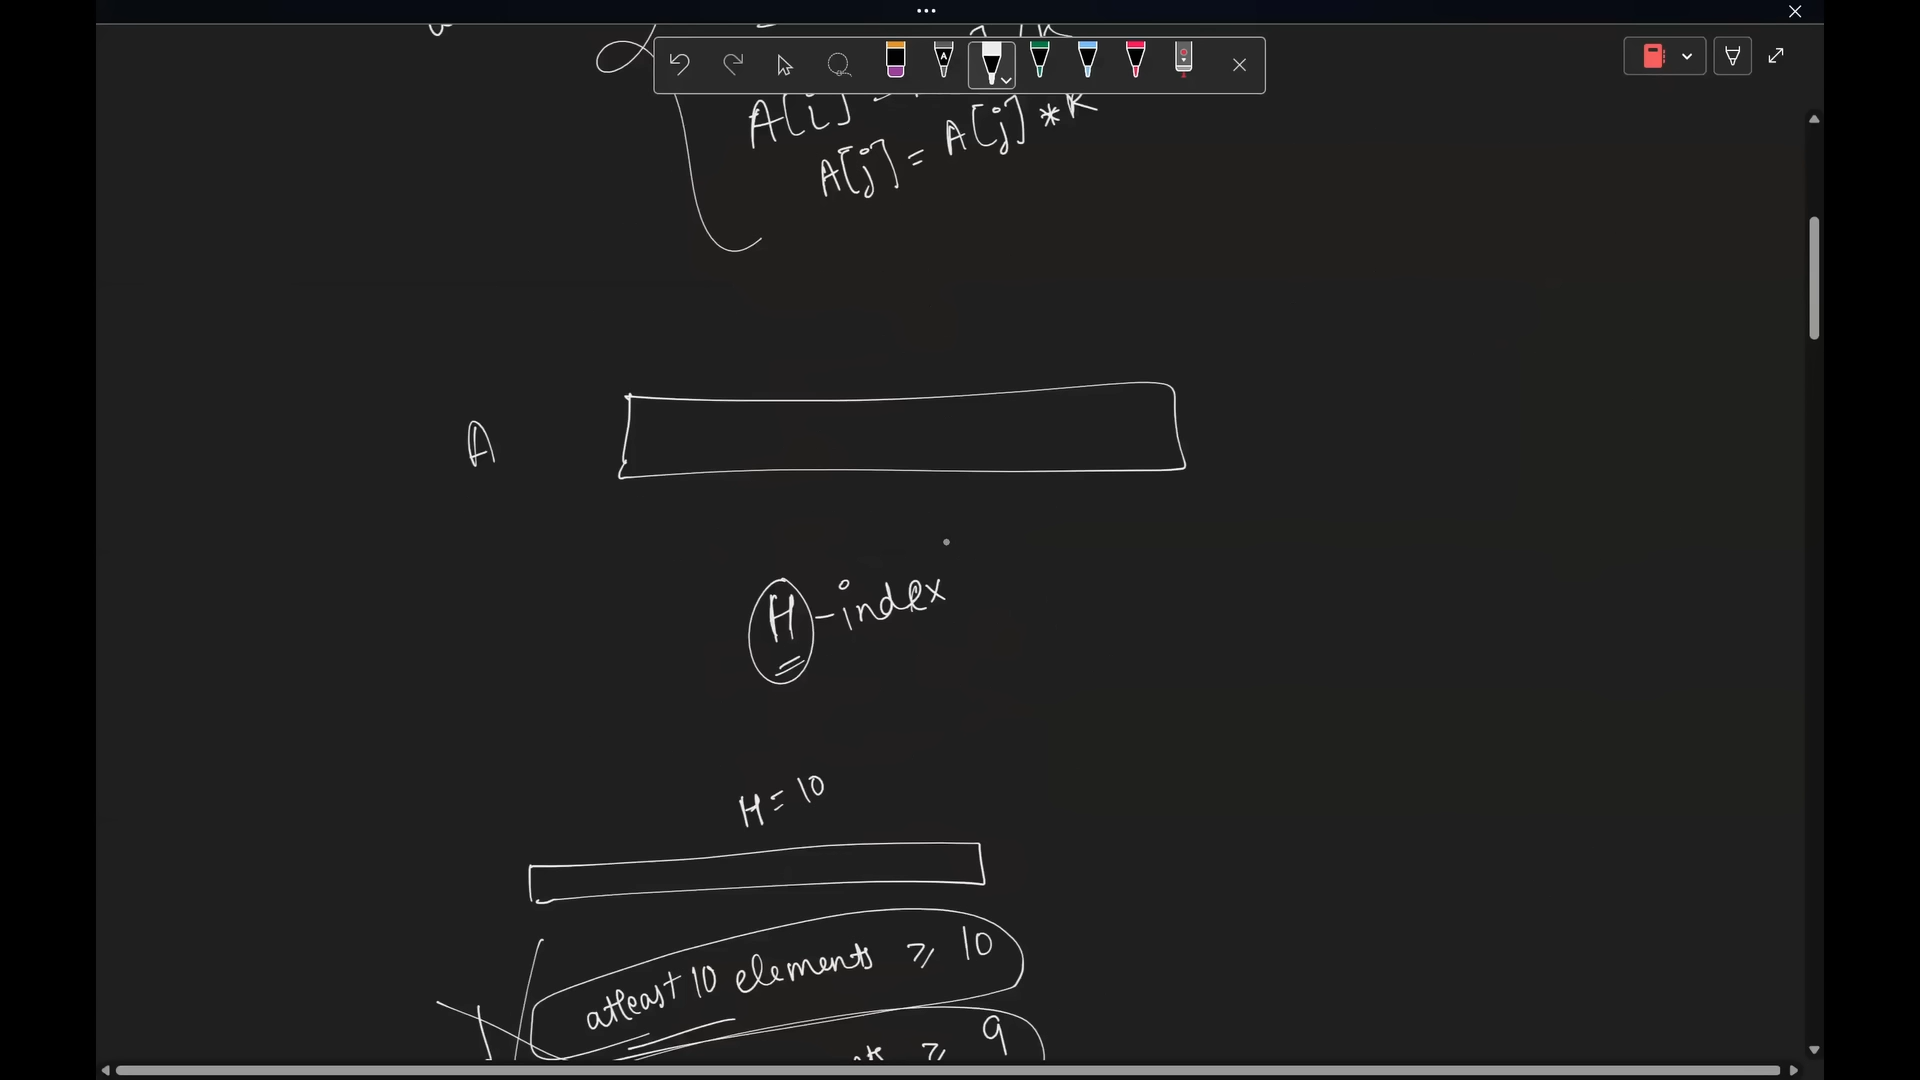 A[i] =
A[j] = A[j] * K
A
H-index
H = 10
atleast 10 elements ≥ 10
≥ 9